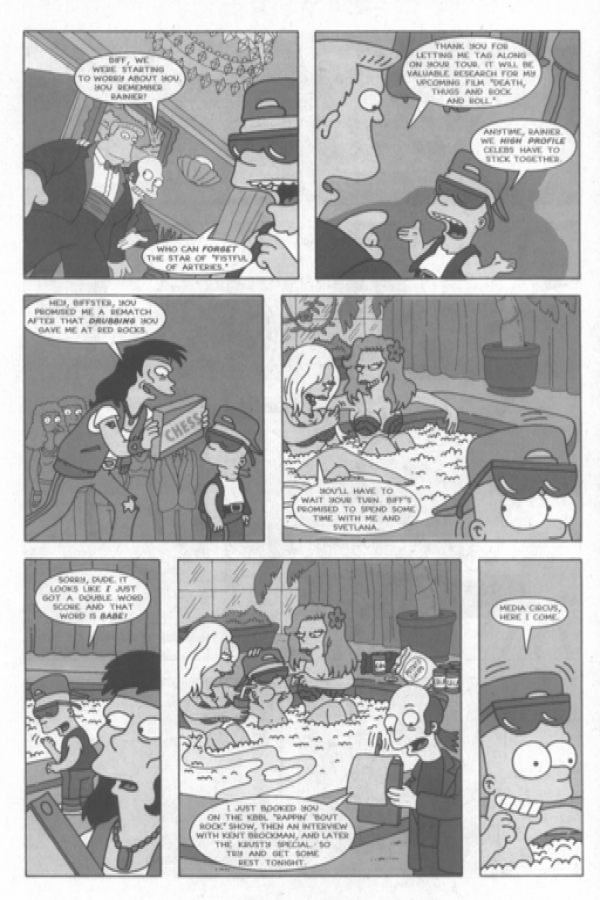 BIFF, WE
WERE STARTING
TO WORRY ABOUT YOU.
YOU REMEMBER
RAINIER?
WHO CAN FORGET
THE STAR OF "FISTFUL
OF ARTERIES."
THANK YOU FOR
LETTING ME TAG ALONG
ON YOUR TOUR. IT WILL BE
VALUABLE RESEARCH FOR MY
UPCOMING FILM "DEATH,
THUGS AND ROCK
AND ROLL."
ANYTIME, RAINIER.
WE HIGH PROFILE
CELEBS HAVE TO
STICK TOGETHER.
HEY, BIFFSTER, YOU
PROMISED ME A REMATCH
AFTER THAT DRUBBING YOU
GAVE ME AT RED ROCKS.
CHESS
YOU'LL HAVE TO
WAIT YOUR TURN. BIFF'S
PROMISED TO SPEND SOME
TIME WITH ME AND
SVETLANA.
SORRY, DUDE. IT
LOOKS LIKE I JUST
GOT A DOUBLE WORD
SCORE AND THAT
WORD IS BABE!
I JUST BOOKED YOU
ON THE KBBL "RAPPIN' 'BOUT
ROCK" SHOW, THEN AN INTERVIEW
WITH KENT BROCKMAN, AND LATER
THE KRUSTY SPECIAL. SO
TRY AND GET SOME
REST TONIGHT.
MEDIA CIRCUS,
HERE I COME.